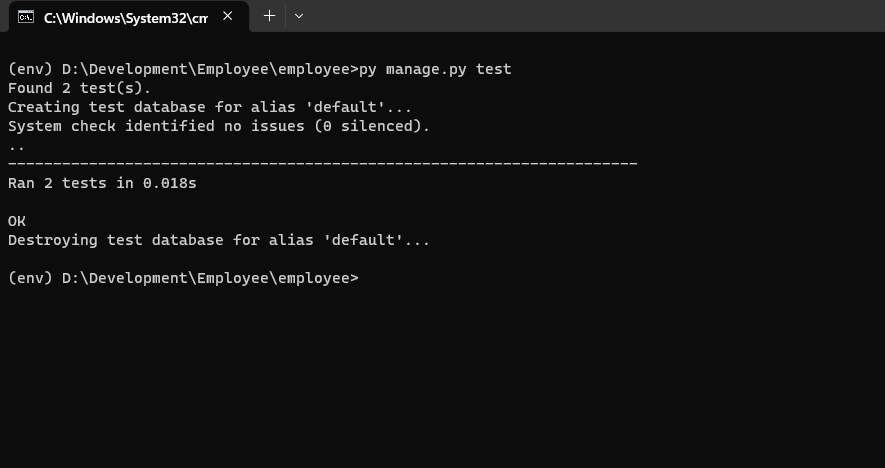 C:\Windows\System32\cm
(env) D:\Development\Employee\employee>py manage.py test
Found 2 test(s).
Creating test database for alias 'default'...
System check identified no issues (0 silenced).
..
----------------------------------------------------------------------
Ran 2 tests in 0.018s
OK
Destroying test database for alias 'default'...
(env) D:\Development\Employee\employee>